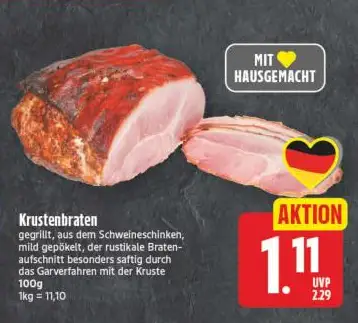 MIT
HAUSGEMACHT
Krustenbraten
gegrillt, aus dem Schweineschinken,
mild gepökelt, der rustikale Braten-
aufschnitt besonders saftig durch
das Garverfahren mit der Kruste
100g
1kg = 11,10
AKTION
1.11
UVP
2.29